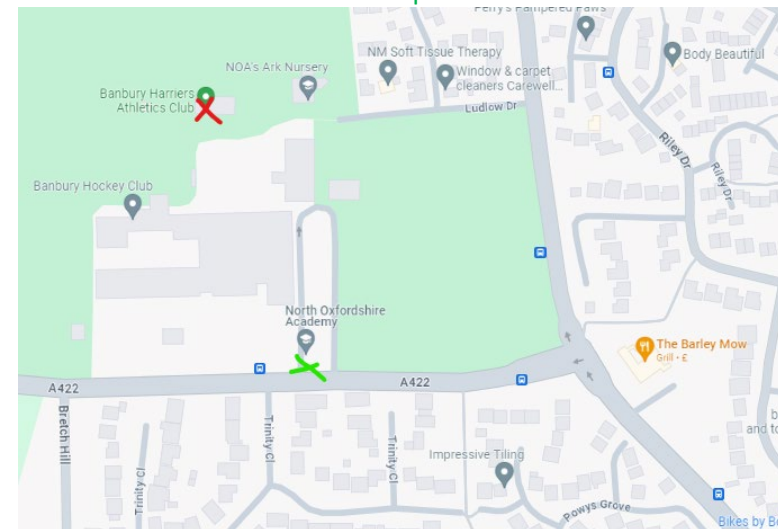 Perry's Pampered Paws
NM Soft Tissue Therapy
Body Beautiful
NOA's Ark Nursery
Window & carpet
cleaners Carewell...
Banbury Harriers
Athletics Club
Ludlow Dr
Riley Dr
Riley Dr
Banbury Hockey Club
North Oxfordshire
Academy
The Barley Mow
Grill · £
A422
A422
Bretch Hill
Trinity Cl
Trinity Cl
Trinity Cl
Impressive Tiling
and to
Powys Grove
Bikes by B